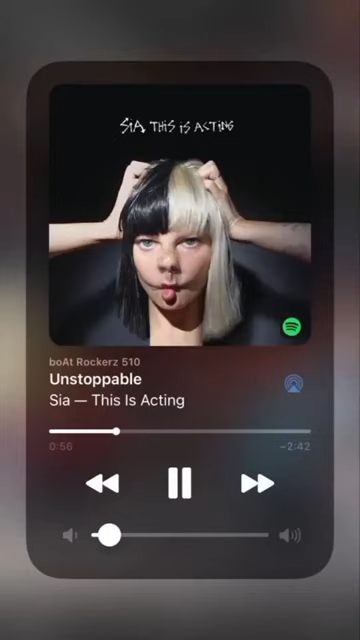 Sia THiS iS ACTiNG
boAt Rockerz 510
Unstoppable
Sia — This Is Acting
0:56
−2:42